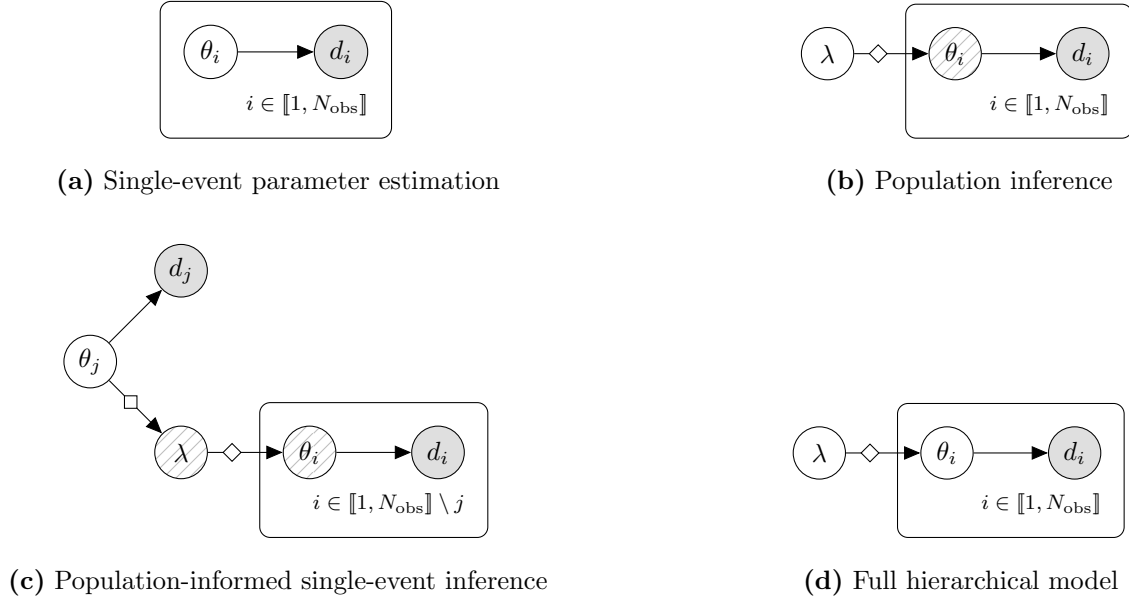 θ_i d_i
i ∈ ⟦1, N_obs⟧
(a) Single-event parameter estimation
λ θ_i d_i
i ∈ ⟦1, N_obs⟧
(b) Population inference
d_j
θ_j
λ θ_i d_i
i ∈ ⟦1, N_obs⟧ \ j
(c) Population-informed single-event inference
λ θ_i d_i
i ∈ ⟦1, N_obs⟧
(d) Full hierarchical model